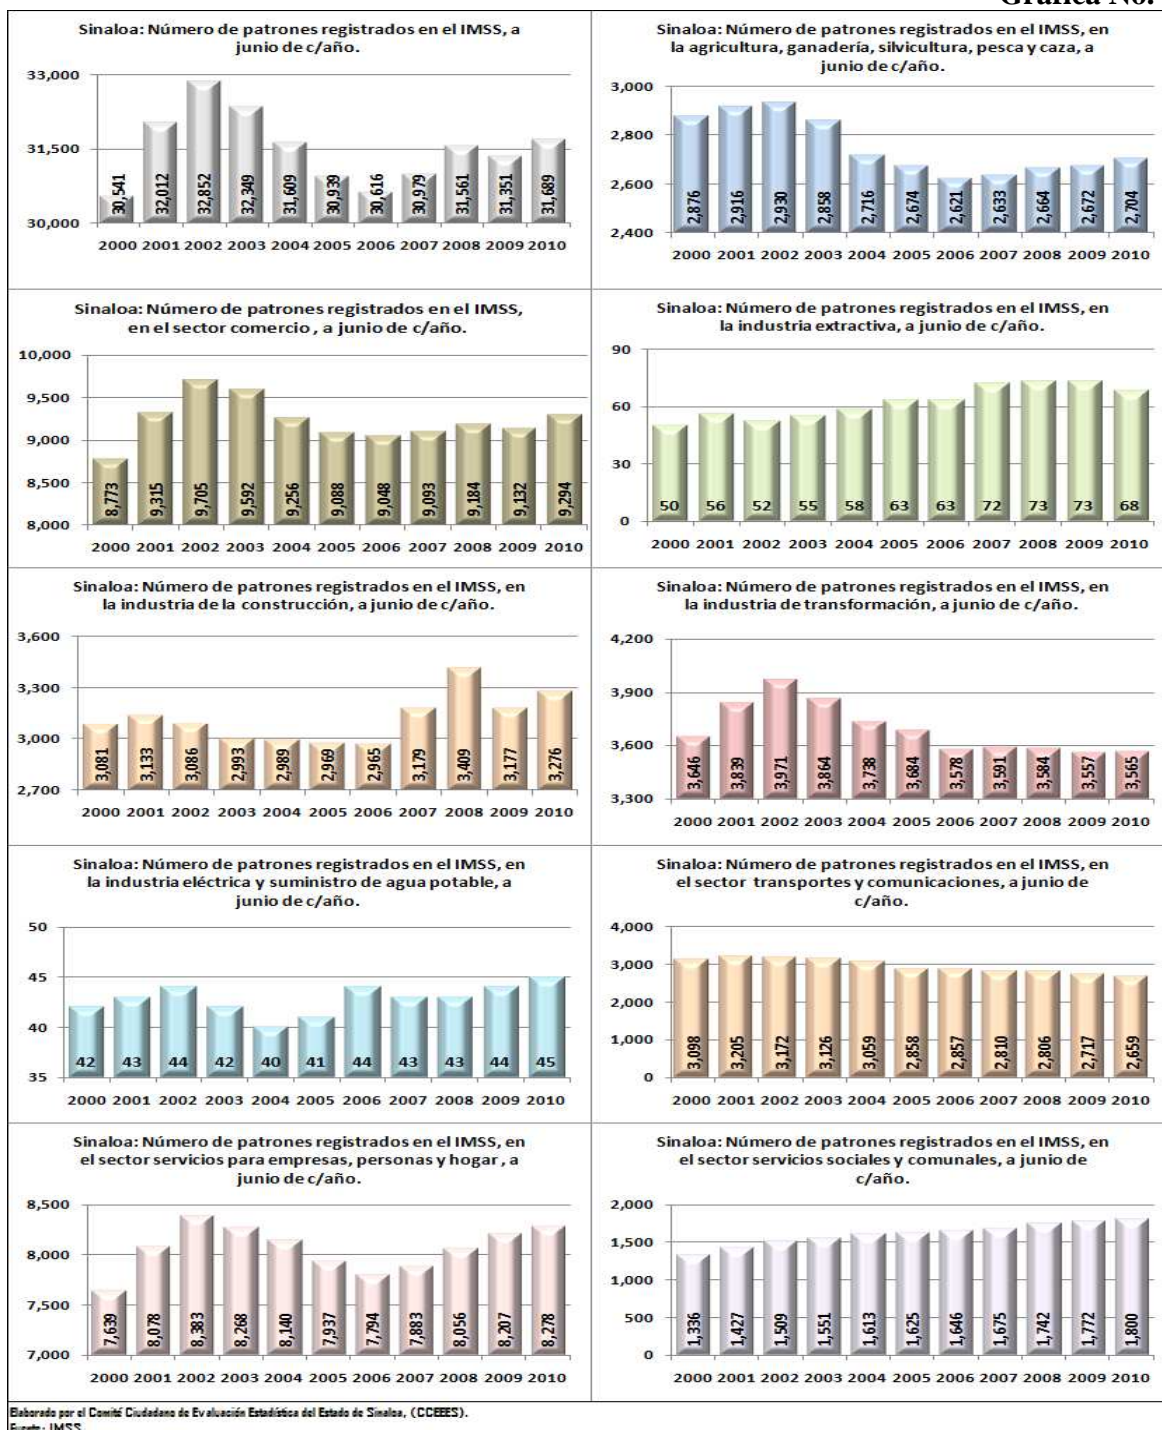 Gráfica No.
Sinaloa: Número de patrones registrados en el IMSS, a
junio de c/año.
33,000
31,500
30,000
30,541 32,012 32,852 32,349 31,609 30,939 30,616 30,979 31,561 31,351 31,689
2000 2001 2002 2003 2004 2005 2006 2007 2008 2009 2010
Sinaloa: Número de patrones registrados en el IMSS, en
la agricultura, ganadería, silvicultura, pesca y caza, a
junio de c/año.
3,000
2,800
2,600
2,400
2,876 2,916 2,930 2,858 2,716 2,674 2,621 2,633 2,664 2,672 2,704
2000 2001 2002 2003 2004 2005 2006 2007 2008 2009 2010
Sinaloa: Número de patrones registrados en el IMSS,
en el sector comercio , a junio de c/año.
10,000
9,500
9,000
8,500
8,000
8,773 9,315 9,705 9,592 9,256 9,088 9,048 9,093 9,184 9,132 9,294
2000 2001 2002 2003 2004 2005 2006 2007 2008 2009 2010
Sinaloa: Número de patrones registrados en el IMSS, en
la industria extractiva, a junio de c/año.
90
60
30
0
50 56 52 55 58 63 63 72 73 73 68
2000 2001 2002 2003 2004 2005 2006 2007 2008 2009 2010
Sinaloa: Número de patrones registrados en el IMSS, en
la industria de la construcción, a junio de c/año.
3,600
3,300
3,000
2,700
3,081 3,133 3,086 2,993 2,989 2,969 2,965 3,179 3,409 3,177 3,276
2000 2001 2002 2003 2004 2005 2006 2007 2008 2009 2010
Sinaloa: Número de patrones registrados en el IMSS, en
la industria de transformación, a junio de c/año.
4,200
3,900
3,600
3,300
3,646 3,839 3,971 3,864 3,738 3,684 3,578 3,591 3,584 3,557 3,565
2000 2001 2002 2003 2004 2005 2006 2007 2008 2009 2010
Sinaloa: Número de patrones registrados en el IMSS, en
la industria eléctrica y suministro de agua potable, a
junio de c/año.
50
45
40
35
42 43 44 42 40 41 44 43 43 44 45
2000 2001 2002 2003 2004 2005 2006 2007 2008 2009 2010
Sinaloa: Número de patrones registrados en el IMSS, en
el sector transportes y comunicaciones, a junio de
c/año.
4,000
3,000
2,000
1,000
0
3,098 3,205 3,172 3,126 3,059 2,858 2,857 2,810 2,806 2,717 2,659
2000 2001 2002 2003 2004 2005 2006 2007 2008 2009 2010
Sinaloa: Número de patrones registrados en el IMSS, en
el sector servicios para empresas, personas y hogar , a
junio de c/año.
8,500
8,000
7,500
7,000
7,639 8,078 8,383 8,268 8,140 7,937 7,794 7,883 8,056 8,207 8,278
2000 2001 2002 2003 2004 2005 2006 2007 2008 2009 2010
Sinaloa: Número de patrones registrados en el IMSS, en
el sector servicios sociales y comunales, a junio de
c/año.
2,000
1,500
1,000
500
0
1,336 1,427 1,509 1,551 1,613 1,625 1,646 1,675 1,742 1,772 1,800
2000 2001 2002 2003 2004 2005 2006 2007 2008 2009 2010
Elaborado por el Comité Ciudadano de Evaluación Estadística del Estado de Sinaloa, (CCEEES).
Fuente: IMSS.